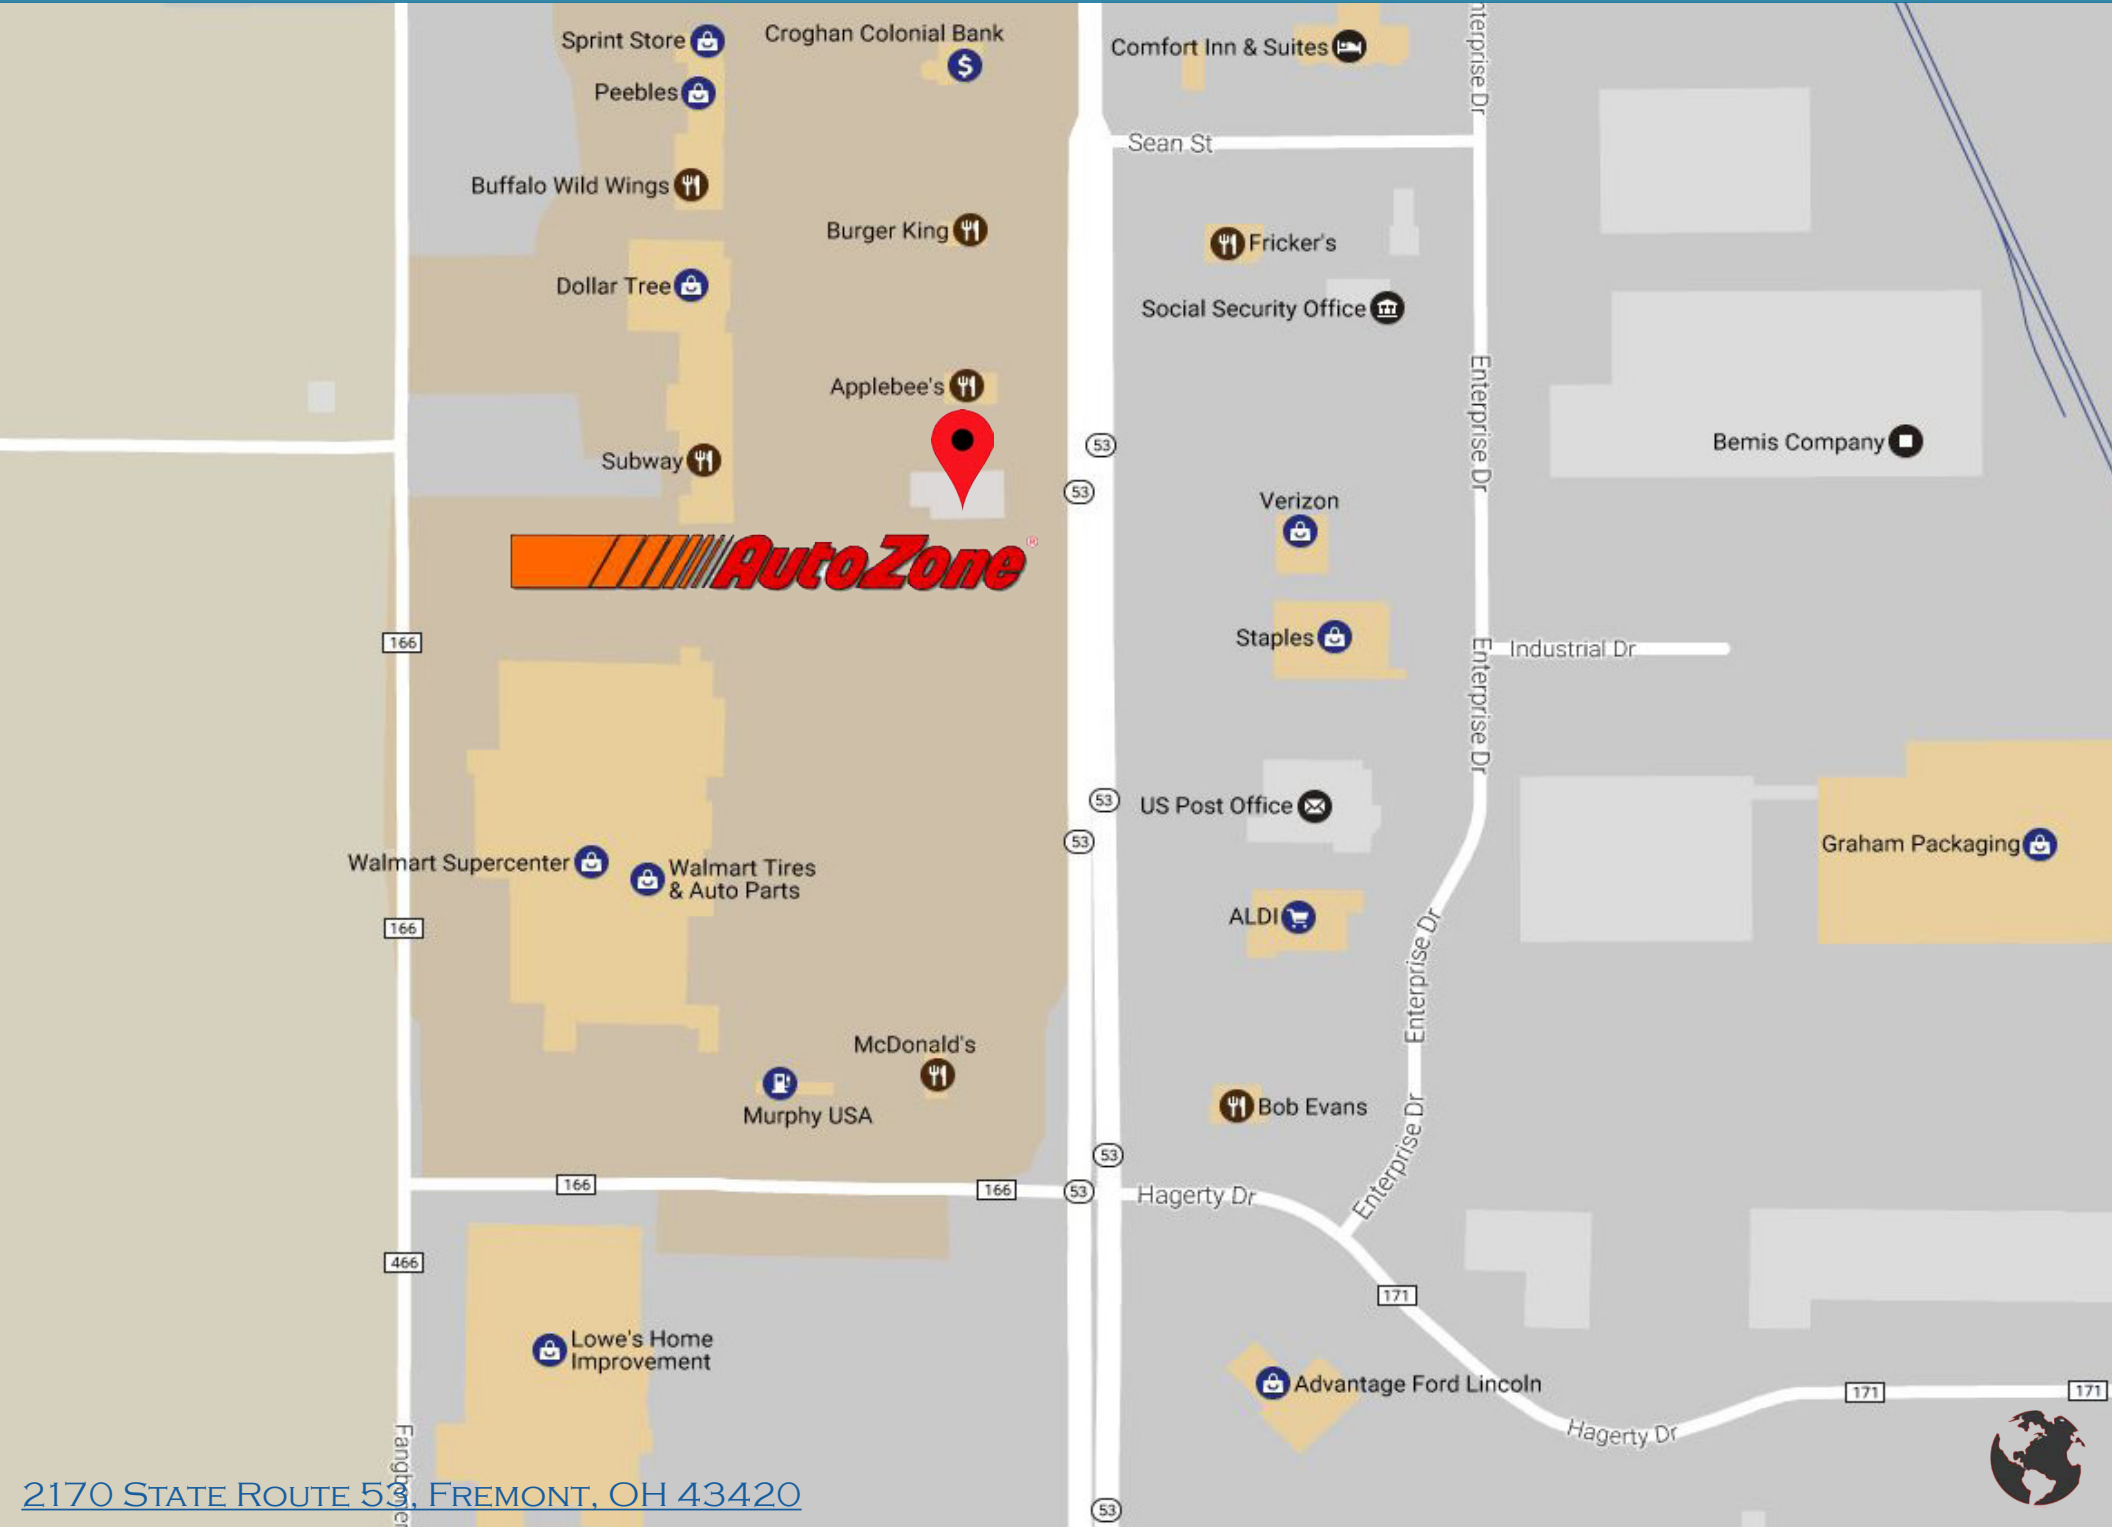 Sprint Store
Croghan Colonial Bank
Comfort Inn & Suites
nterprise Dr
Peebles
Sean St
Buffalo Wild Wings
Burger King
Fricker's
Dollar Tree
Social Security Office
Applebee's
Enterprise Dr
53
Bemis Company
Subway
53
Verizon
AutoZone®
166
Staples
Enterprise Dr
Industrial Dr
53
US Post Office
53
Graham Packaging
Walmart Supercenter
Walmart Tires
& Auto Parts
166
ALDI
Enterprise Dr
McDonald's
Murphy USA
Bob Evans
Enterprise Dr
53
166
166
53
Hagerty Dr
466
171
Lowe's Home
Improvement
Advantage Ford Lincoln
171
171
Hagerty Dr
2170 State Route 53, Fremont, OH 43420
53